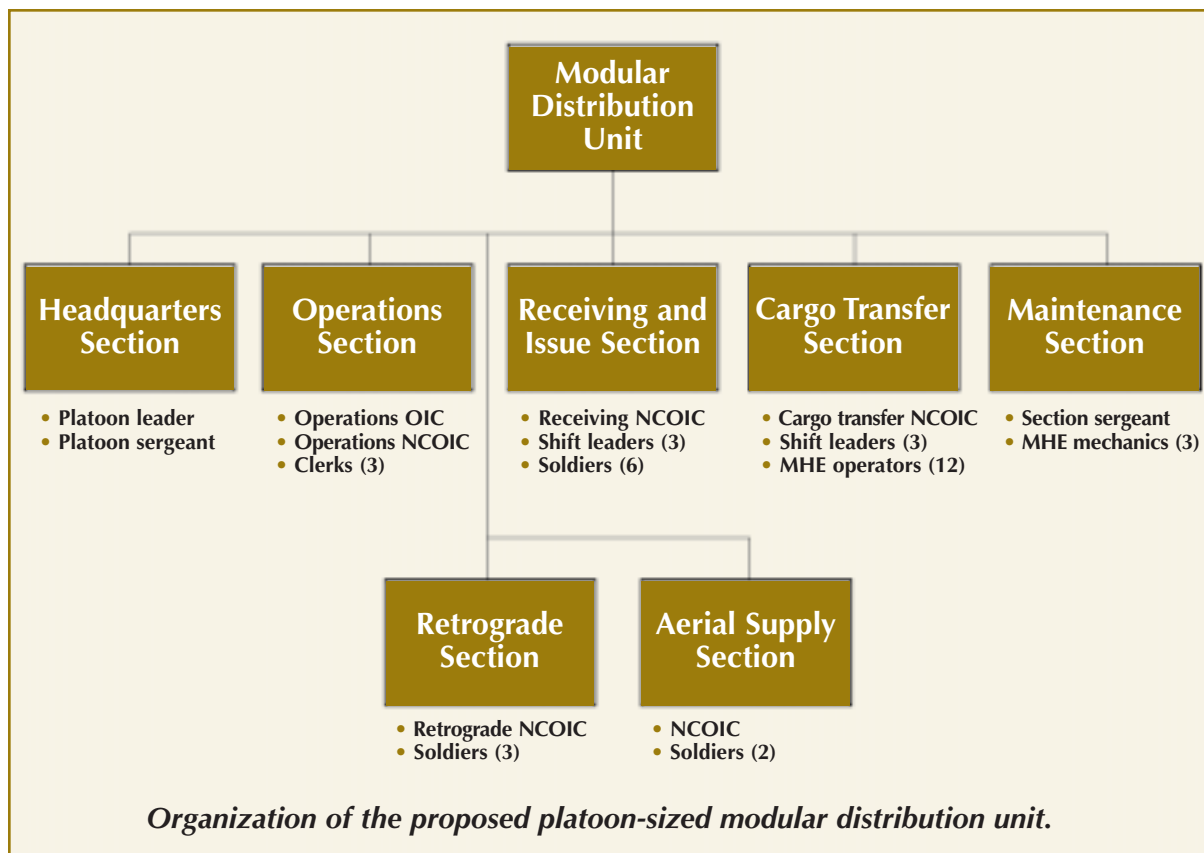 Modular
Distribution
Unit
Headquarters
Section
• Platoon leader
• Platoon sergeant
Operations
Section
• Operations OIC
• Operations NCOIC
• Clerks (3)
Receiving and
Issue Section
• Receiving NCOIC
• Shift leaders (3)
• Soldiers (6)
Cargo Transfer
Section
• Cargo transfer NCOIC
• Shift leaders (3)
• MHE operators (12)
Maintenance
Section
• Section sergeant
• MHE mechanics (3)
Retrograde
Section
• Retrograde NCOIC
• Soldiers (3)
Aerial Supply
Section
• NCOIC
• Soldiers (2)
Organization of the proposed platoon-sized modular distribution unit.